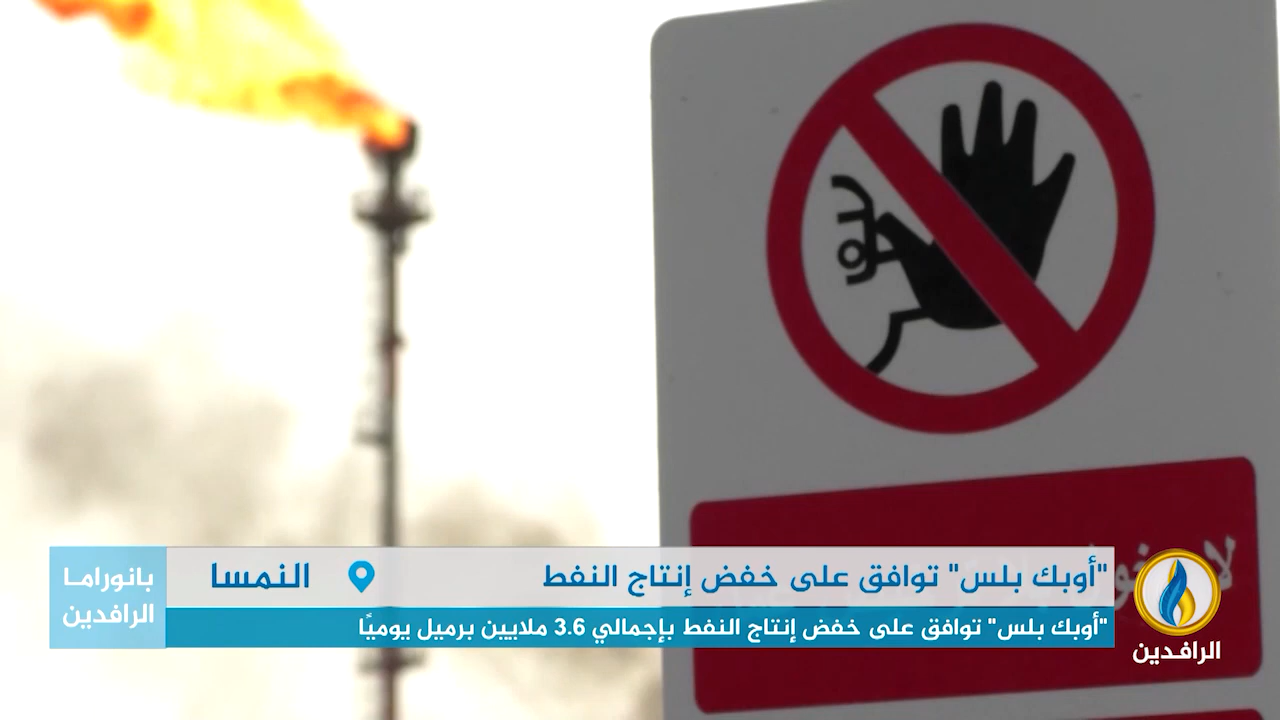 "أوبك بلس" توافق على خفض إنتاج النفط
النمسا
"أوبك بلس" توافق على خفض إنتاج النفط بإجمالي 3.6 ملايين برميل يوميًا
بانوراما
الرافدين
الرافدين